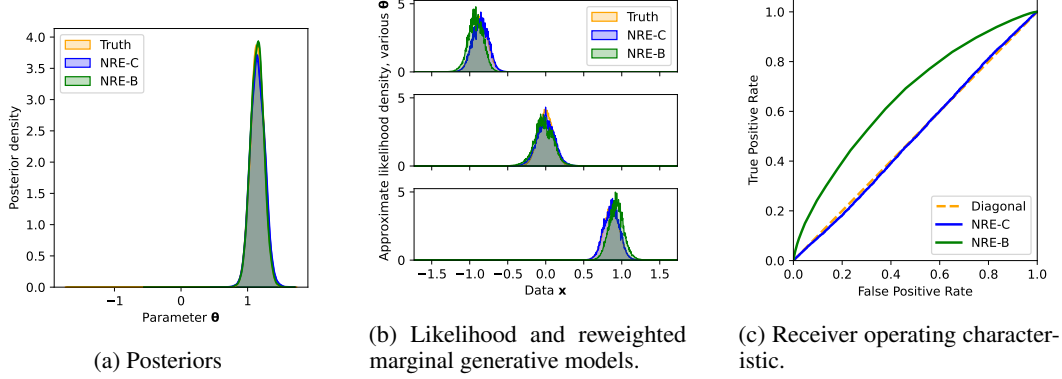 4.0
3.5
3.0
2.5
2.0
1.5
1.0
0.5
0.0
Posterior density
Truth
NRE-C
NRE-B
−1
0
1
Parameter θ
(a) Posteriors
Approximate likelihood density, various θ
5
0
5
0
5
0
Truth
NRE-C
NRE-B
−1.5
−1.0
−0.5
0.0
0.5
1.0
1.5
Data x
(b) Likelihood and reweighted
marginal generative models.
True Positive Rate
1.0
0.8
0.6
0.4
0.2
0.0
Diagonal
NRE-C
NRE-B
0.0
0.2
0.4
0.6
0.8
1.0
False Positive Rate
(c) Receiver operating character-
istic.